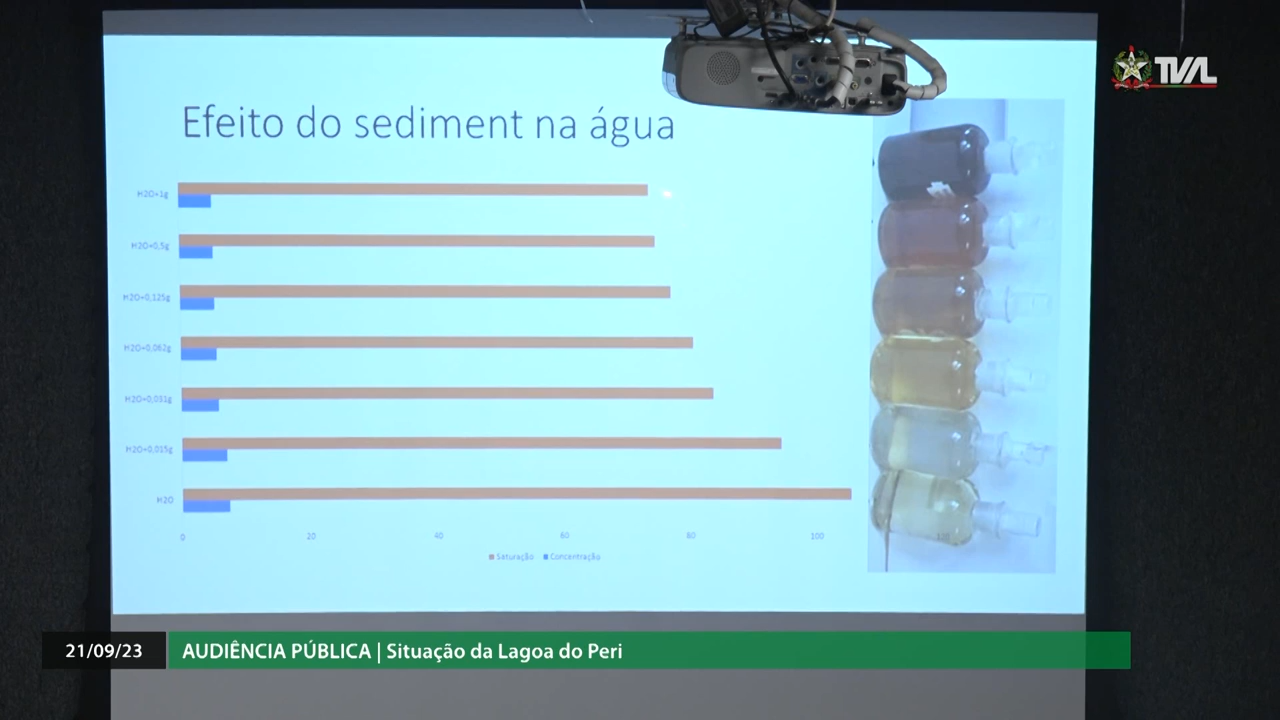 TVAL
Efeito do sediment na água
H2O+1g
H2O+0,5g
H2O+0,125g
H2O+0,062g
H2O+0,031g
H2O+0,015g
H2O
0 20 40 60 80 100
Saturação Concentração
21/09/23 AUDIÊNCIA PÚBLICA | Situação da Lagoa do Peri